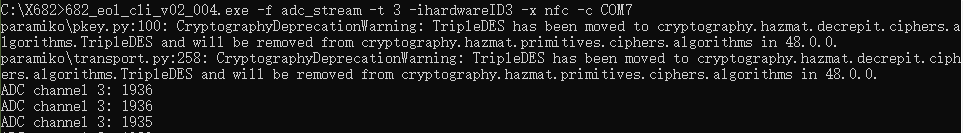 C:\X682>682_eol_cli_v02_004.exe -f adc_stream -t 3 -ihardwareID3 -x nfc -c COM7
paramiko\pkey.py:100: CryptographyDeprecationWarning: TripleDES has been moved to cryptography.hazmat.decrepit.ciphers.a
lgorithms.TripleDES and will be removed from cryptography.hazmat.primitives.ciphers.algorithms in 48.0.0.
paramiko\transport.py:258: CryptographyDeprecationWarning: TripleDES has been moved to cryptography.hazmat.decrepit.ciph
ers.algorithms.TripleDES and will be removed from cryptography.hazmat.primitives.ciphers.algorithms in 48.0.0.
ADC channel 3: 1936
ADC channel 3: 1936
ADC channel 3: 1935